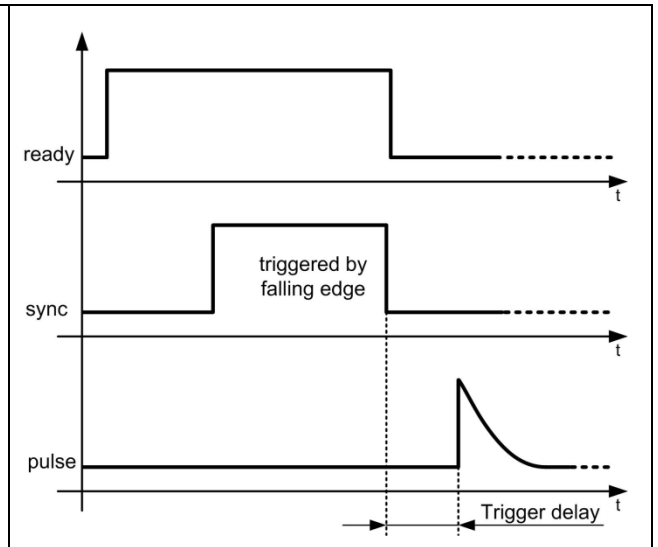 ready
t
triggered by
falling edge
sync
t
pulse
Trigger delay
t